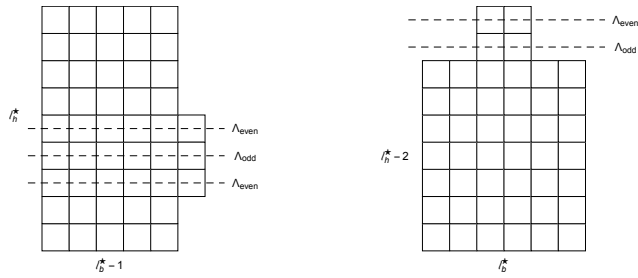 l★h
Λeven
Λodd
Λeven
l★b − 1
Λeven
Λodd
l★h − 2
l★b